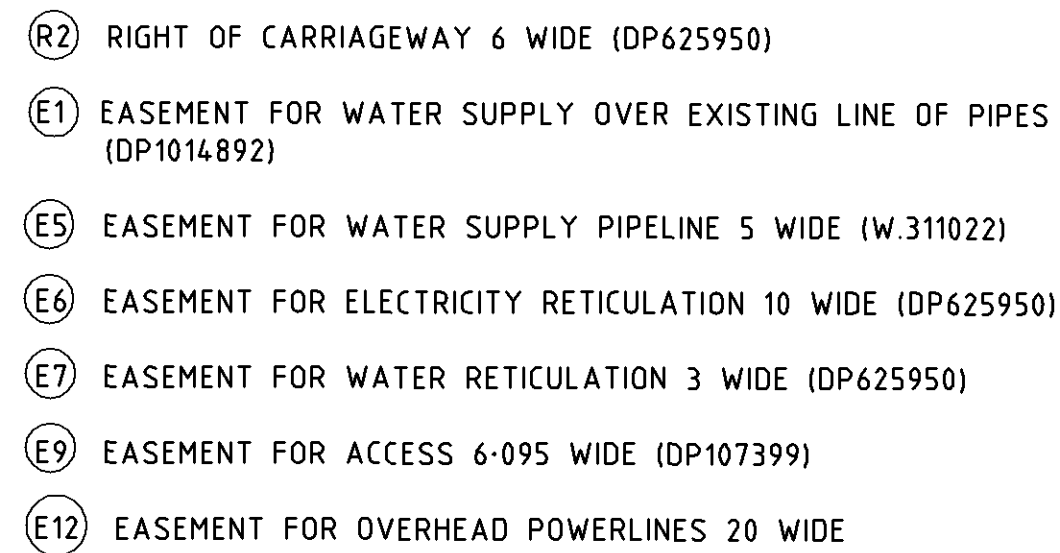 R2 RIGHT OF CARRIAGEWAY 6 WIDE (DP625950)
E1 EASEMENT FOR WATER SUPPLY OVER EXISTING LINE OF PIPES
(DP1014892)
E5 EASEMENT FOR WATER SUPPLY PIPELINE 5 WIDE (W.311022)
E6 EASEMENT FOR ELECTRICITY RETICULATION 10 WIDE (DP625950)
E7 EASEMENT FOR WATER RETICULATION 3 WIDE (DP625950)
E9 EASEMENT FOR ACCESS 6·095 WIDE (DP107399)
E12 EASEMENT FOR OVERHEAD POWERLINES 20 WIDE